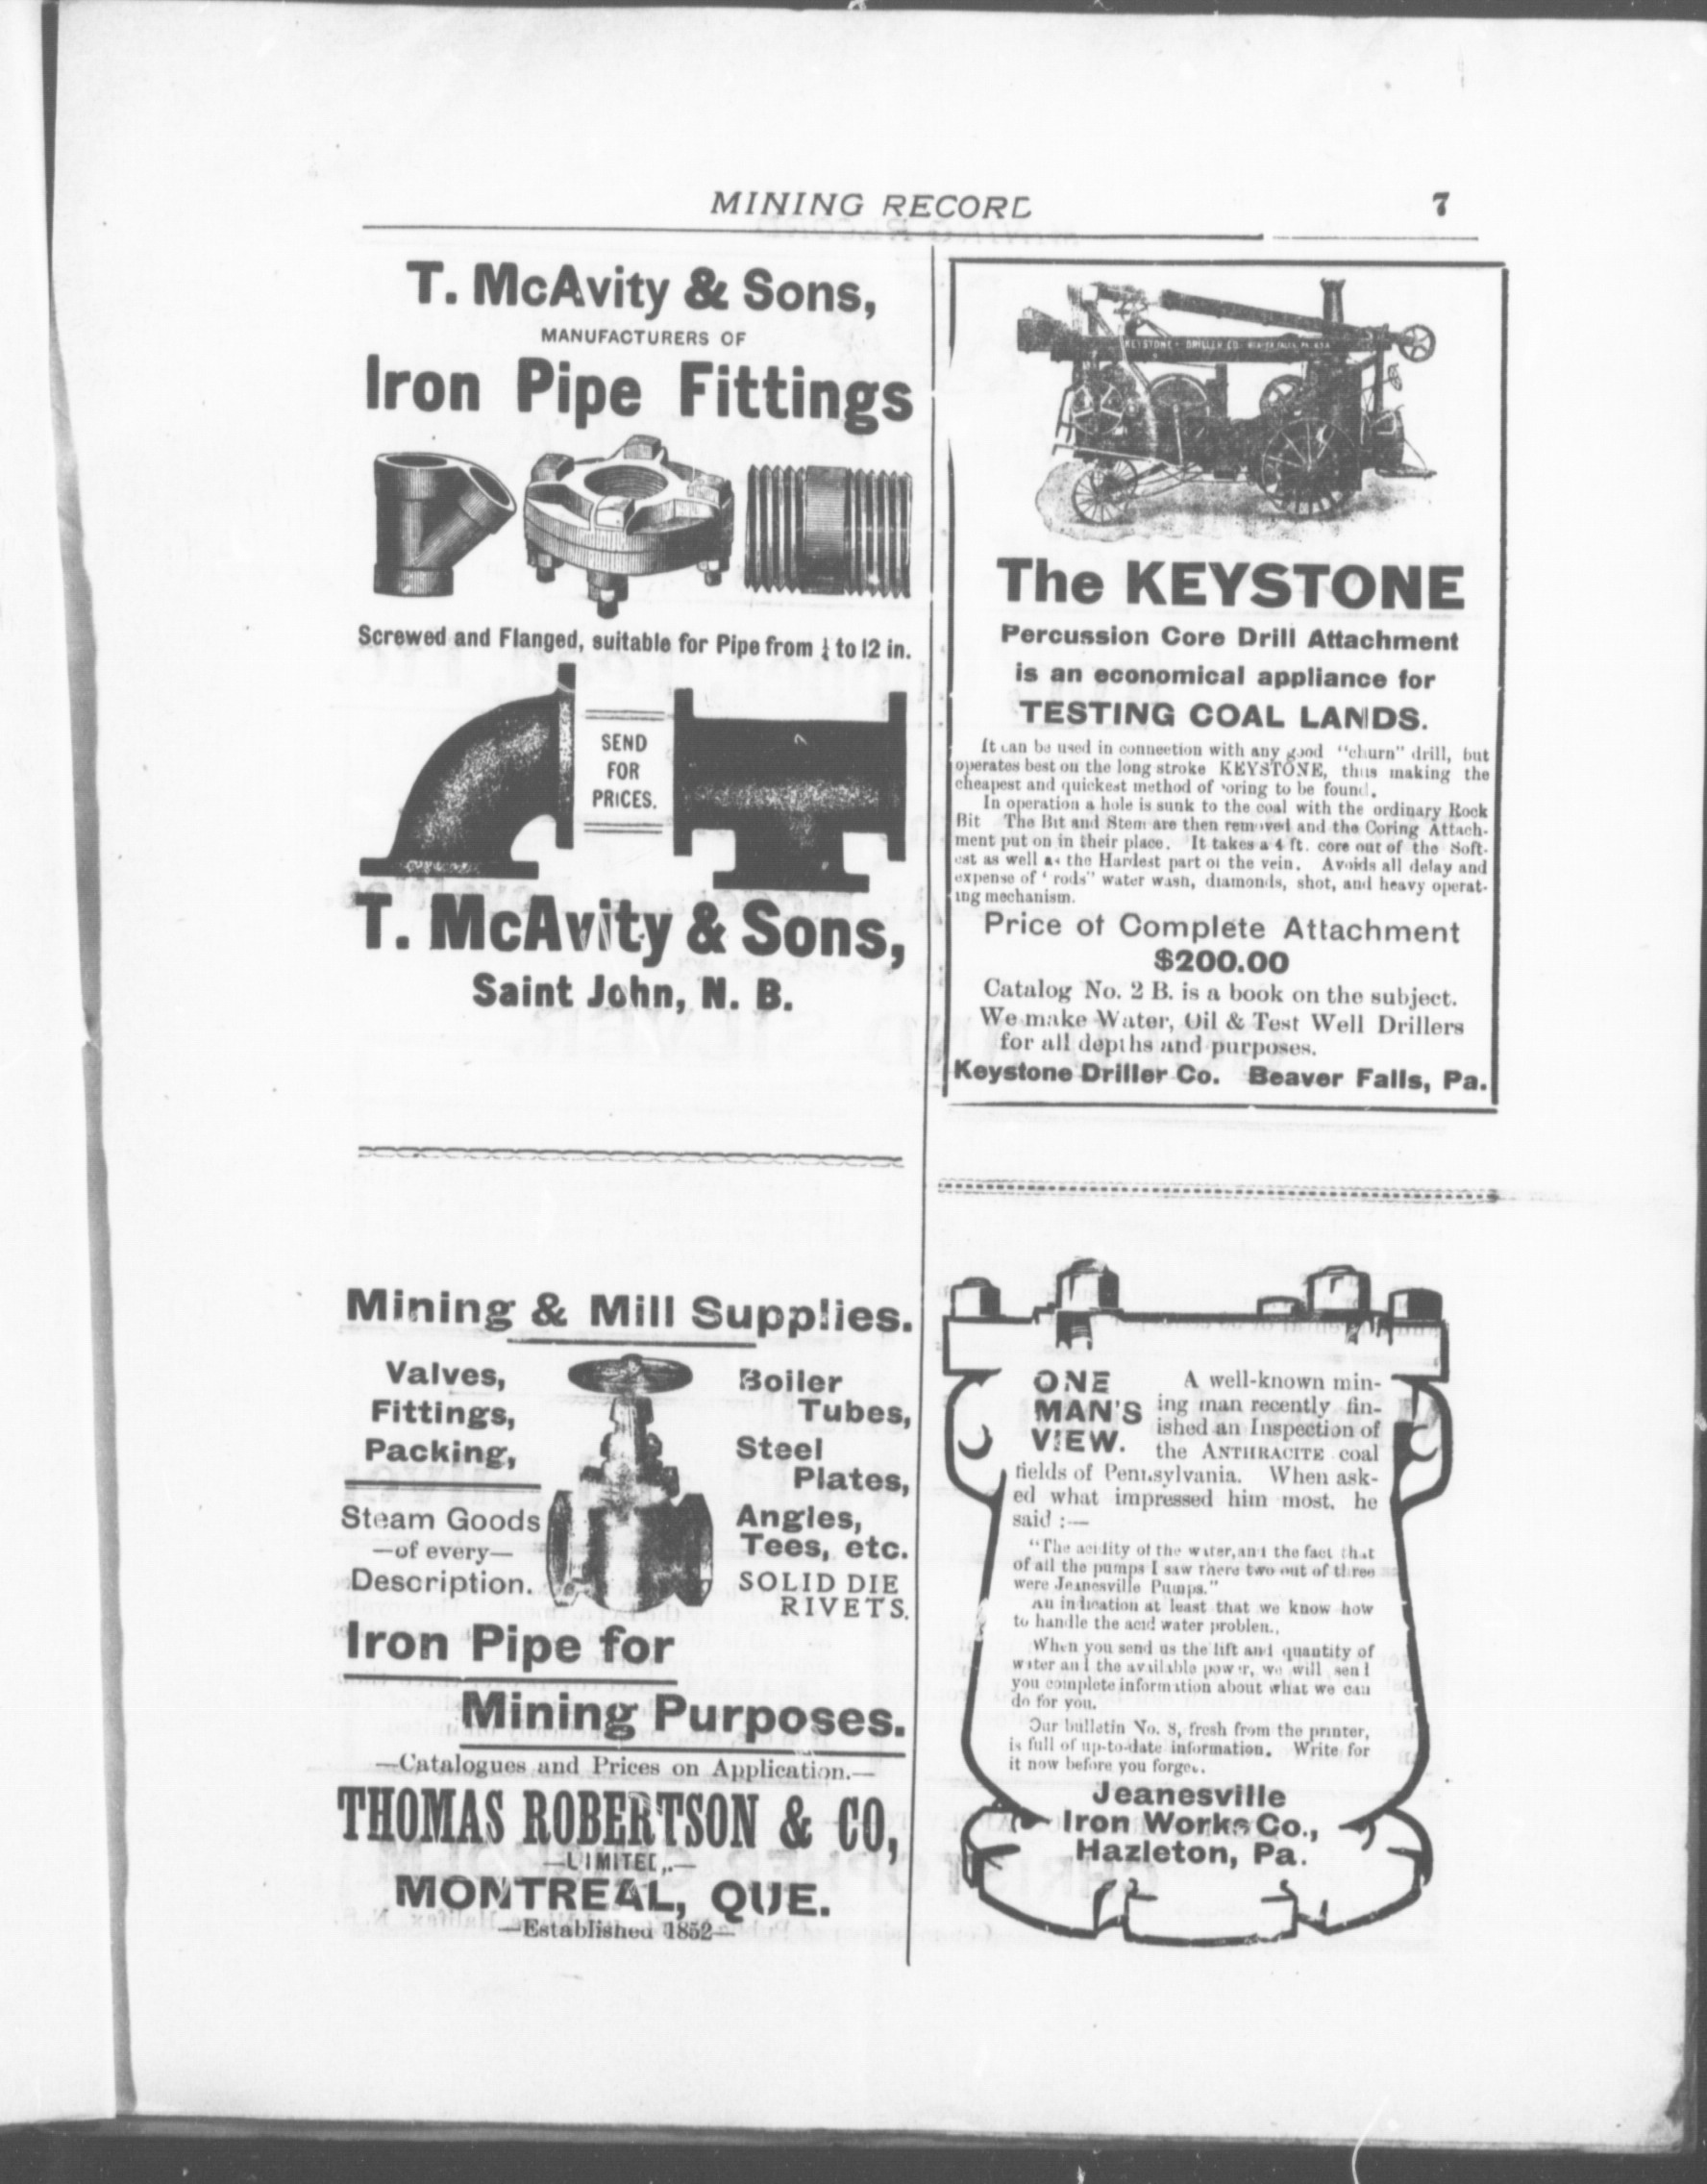 MINING RECORD
7
T. McAvity & Sons,
MANUFACTURERS OF
Iron Pipe Fittings
Screwed and Flanged, suitable for Pipe from to 12 in.
SEND
FOR
PRICES.
T. McAvity & Sons,
Saint John, N. B.
Mining & Mill Supplies.
Valves,
Fittings,
Packing,
Steam Goods
—of every—
Description.
Boiler
Tubes,
Steel
Plates,
Angles,
Tees, etc.
SOLID DIE
RIVETS.
Iron Pipe for
Mining Purposes.
—Catalogues and Prices on Application.—
THOMAS ROBERTSON & CO,
—LIMITED,.—
MONTREAL, QUE.
—Established 1852—
KEYSTONE DRILLER CO. BEAVER FALLS, PA. U.S.A.
The KEYSTONE
Percussion Core Drill Attachment
is an economical appliance for
TESTING COAL LANDS.
It can be used in connection with any good "churn" drill, but
operates best on the long stroke KEYSTONE, thus making the
cheapest and quickest method of coring to be found.
In operation a hole is sunk to the coal with the ordinary Rock
Bit The Bit and Stem are then removed and the Coring Attach-
ment put on in their place. It takes a 4 ft. core out of the Soft-
est as well as the Hardest part of the vein. Avoids all delay and
expense of "rods" water wash, diamonds, shot, and heavy operat-
ing mechanism.
Price of Complete Attachment
$200.00
Catalog No. 2 B. is a book on the subject.
We make Water, Oil & Test Well Drillers
for all depths and purposes.
Keystone Driller Co. Beaver Falls, Pa.
ONE
MAN'S
VIEW.
A well-known min-
ing man recently fin-
ished an Inspection of
the ANTHRACITE coal
fields of Pennsylvania. When ask-
ed what impressed him most, he
said :—
"The acidity of the water, and the fact that
of all the pumps I saw there two out of three
were Jeanesville Pumps."
An indication at least that we know how
to handle the acid water problem.
When you send us the lift and quantity of
water and the available power, we will send
you complete information about what we can
do for you.
Our bulletin No. 8, fresh from the printer,
is full of up-to-date information. Write for
it now before you forget.
Jeanesville
Iron Works Co.,
Hazleton, Pa.